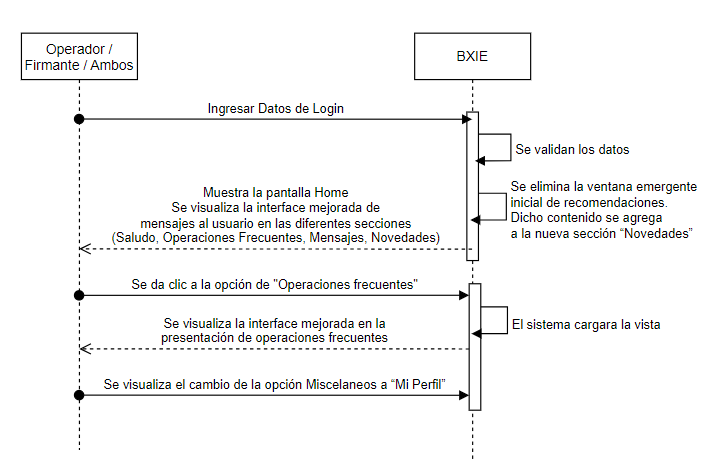 Operador /
Firmante / Ambos
BXIE
Ingresar Datos de Login
Se validan los datos
Se elimina la ventana emergente
inicial de recomendaciones.
Dicho contenido se agrega
a la nueva sección “Novedades”
Muestra la pantalla Home
Se visualiza la interface mejorada de
mensajes al usuario en las diferentes secciones
(Saludo, Operaciones Frecuentes, Mensajes, Novedades)
Se da clic a la opción de "Operaciones frecuentes"
El sistema cargara la vista
Se visualiza la interface mejorada en la
presentación de operaciones frecuentes
Se visualiza el cambio de la opción Miscelaneos a “Mi Perfil”